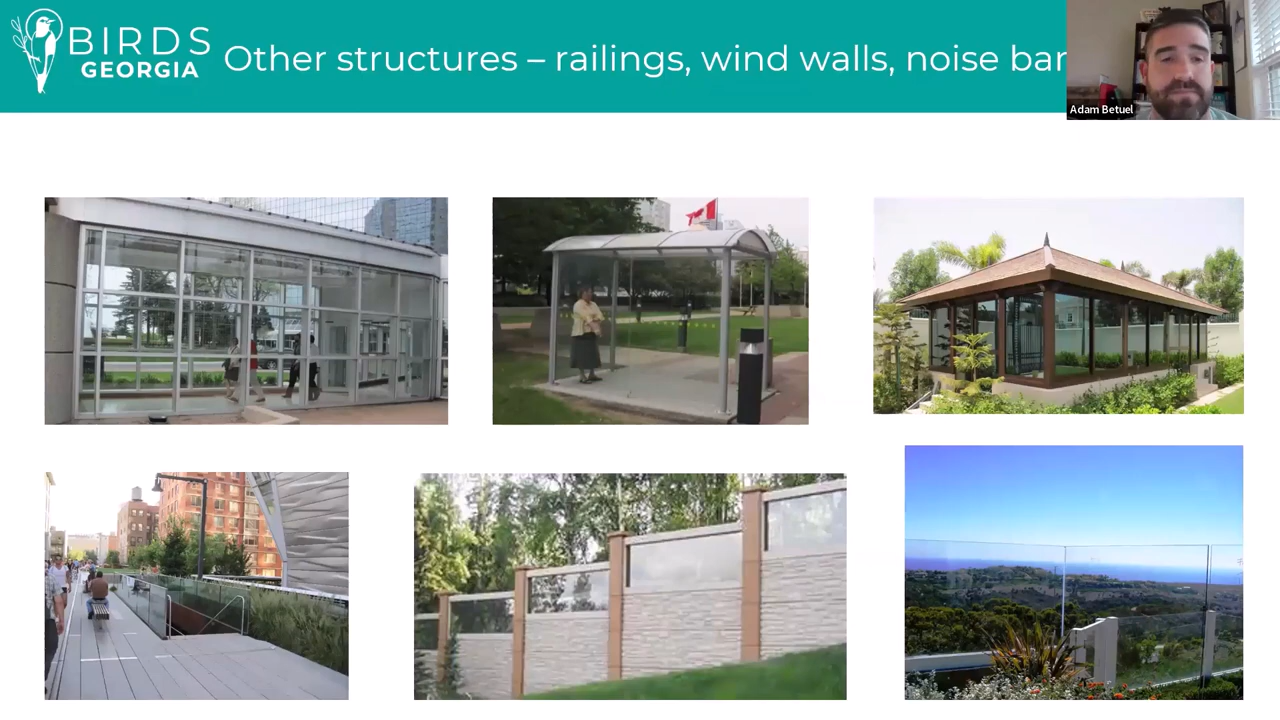 BIRDS
GEORGIA
Other structures – railings, wind walls, noise bar
Adam Betuel